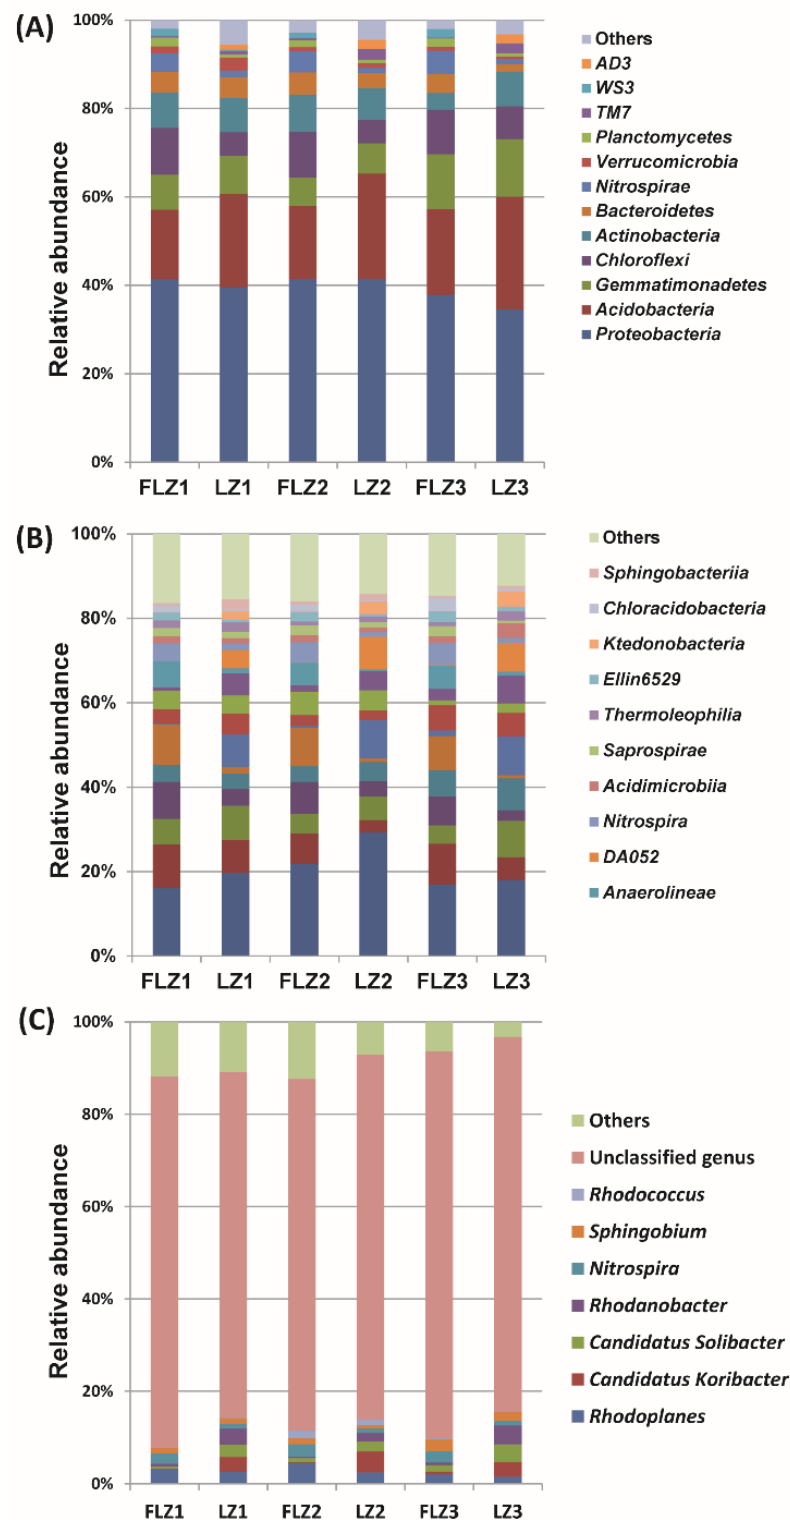 (A)
100%
80%
60%
40%
20%
0%
Relative abundance
FLZ1 LZ1 FLZ2 LZ2 FLZ3 LZ3
Others
AD3
WS3
TM7
Planctomycetes
Verrucomicrobia
Nitrospirae
Bacteroidetes
Actinobacteria
Chloroflexi
Gemmatimonadetes
Acidobacteria
Proteobacteria
(B)
100%
80%
60%
40%
20%
0%
Relative abundance
FLZ1 LZ1 FLZ2 LZ2 FLZ3 LZ3
Others
Sphingobacteriia
Chloracidobacteria
Ktedonobacteria
Ellin6529
Thermoleophilia
Saprospirae
Acidimicrobiia
Nitrospira
DA052
Anaerolineae
(C)
100%
80%
60%
40%
20%
0%
Relative abundance
FLZ1 LZ1 FLZ2 LZ2 FLZ3 LZ3
Others
Unclassified genus
Rhodococcus
Sphingobium
Nitrospira
Rhodanobacter
Candidatus Solibacter
Candidatus Koribacter
Rhodoplanes